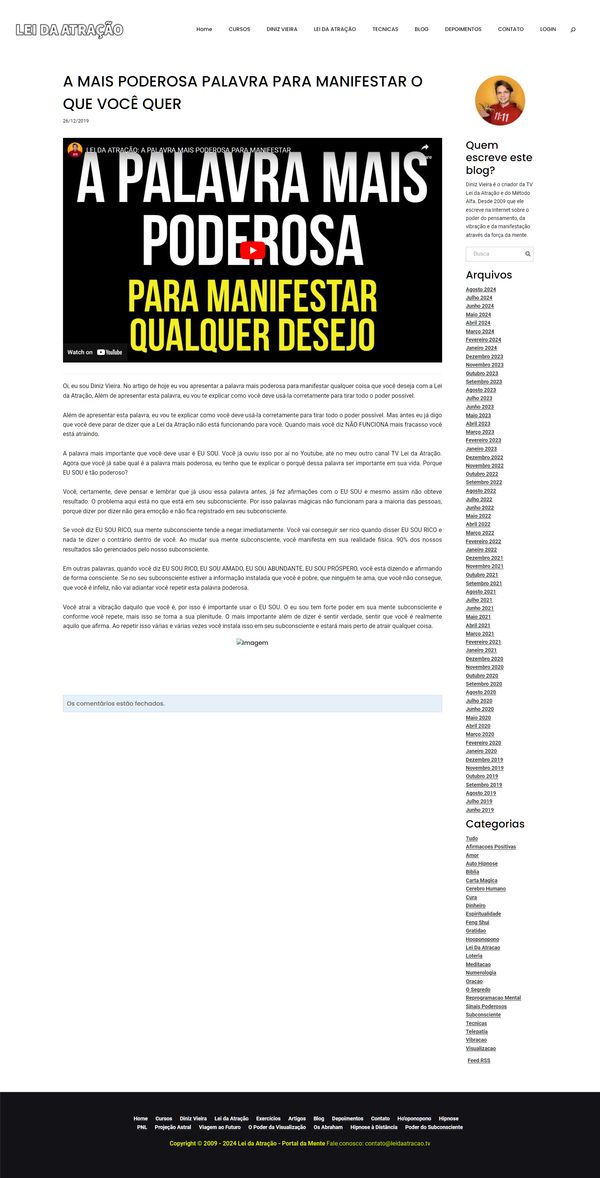 LEI DA ATRAÇÃO
Home CURSOS DINIZ VIEIRA LEI DA ATRAÇÃO TECNICAS BLOG DEPOIMENTOS CONTATO LOGIN
A MAIS PODEROSA PALAVRA PARA MANIFESTAR O
QUE VOCÊ QUER
26/12/2019
LEI DA ATRAÇÃO: A PALAVRA MAIS PODEROSA PARA MANIFESTAR
A PALAVRA MAIS
PODEROSA
PARA MANIFESTAR
QUALQUER DESEJO
Watch on YouTube
Oi, eu sou Diniz Vieira. No artigo de hoje eu vou apresentar a palavra mais poderosa para manifestar qualquer coisa que você deseja com a Lei
da Atração, Além de apresentar esta palavra, eu vou te explicar como você deve usá-la corretamente para tirar todo o poder possível.
Além de apresentar esta palavra, eu vou te explicar como você deve usá-la corretamente para tirar todo o poder possível. Mas antes eu já digo
que você deve parar de dizer que a Lei da Atração não está funcionando para você. Quando mais você diz NÃO FUNCIONA mais fracasso você
está atraindo.
A palavra mais importante que você deve usar é EU SOU. Você já ouviu isso por aí no Youtube, até no meu outro canal TV Lei da Atração.
Agora que você já sabe qual é a palavra mais poderosa, eu tenho que te explicar o porquê dessa palavra ser importante em sua vida. Porque
EU SOU é tão poderoso?
Você, certamente, deve pensar e lembrar que já usou essa palavra antes, já fez afirmações com o EU SOU e mesmo assim não obteve
resultado. O problema aqui está no que está em seu subconsciente. Por isso palavras mágicas não funcionam para a maioria das pessoas,
porque dizer por dizer não gera emoção e não fica registrado em seu subconsciente.
Se você diz EU SOU RICO, sua mente subconsciente tende a negar imediatamente. Você vai conseguir ser rico quando disser EU SOU RICO e
nada te dizer o contrário dentro de você. Ao mudar sua mente subconsciente, você manifesta em sua realidade física. 90% dos nossos
resultados são gerenciados pelo nosso subconsciente.
Em outras palavras, quando você diz EU SOU RICO, EU SOU AMADO, EU SOU ABUNDANTE, EU SOU PRÓSPERO, você está dizendo e afirmando
de forma consciente. Se no seu subconsciente estiver a informação instalada que você é pobre, que ninguém te ama, que você não consegue,
que você é infeliz, não vai adiantar você repetir esta palavra poderosa.
Você atrai a vibração daquilo que você é, por isso é importante usar o EU SOU. O eu sou tem forte poder em sua mente subconsciente e
conforme você repete, mais isso se torna a sua plenitude. O mais importante além de dizer é sentir verdade, sentir que você é realmente
aquilo que afirma. Ao repetir isso várias e várias vezes você instala isso em seu subconsciente e estará mais perto de atrair qualquer coisa.
Imagem
Os comentários estão fechados.
11:11
Quem
escreve este
blog?
Diniz Vieira é o criador da TV
Lei da Atração e do Método
Alfa. Desde 2009 que ele
escreve na Internet sobre o
poder do pensamento, da
vibração e da manifestação
através da força da mente.
Busca
Arquivos
Agosto 2024
Julho 2024
Junho 2024
Maio 2024
Abril 2024
Março 2024
Fevereiro 2024
Janeiro 2024
Dezembro 2023
Novembro 2023
Outubro 2023
Setembro 2023
Agosto 2023
Julho 2023
Junho 2023
Maio 2023
Abril 2023
Março 2023
Fevereiro 2023
Janeiro 2023
Dezembro 2022
Novembro 2022
Outubro 2022
Setembro 2022
Agosto 2022
Julho 2022
Junho 2022
Maio 2022
Abril 2022
Março 2022
Fevereiro 2022
Janeiro 2022
Dezembro 2021
Novembro 2021
Outubro 2021
Setembro 2021
Agosto 2021
Julho 2021
Junho 2021
Maio 2021
Abril 2021
Março 2021
Fevereiro 2021
Janeiro 2021
Dezembro 2020
Novembro 2020
Outubro 2020
Setembro 2020
Agosto 2020
Julho 2020
Junho 2020
Maio 2020
Abril 2020
Março 2020
Fevereiro 2020
Janeiro 2020
Dezembro 2019
Novembro 2019
Outubro 2019
Setembro 2019
Agosto 2019
Julho 2019
Junho 2019
Categorias
Tudo
Afirmacoes Positivas
Amor
Auto Hipnose
Biblia
Carta Magica
Cerebro Humano
Cura
Dinheiro
Espiritualidade
Feng Shui
Gratidao
Hooponopono
Lei Da Atracao
Loteria
Meditacao
Numerologia
Oracao
O Segredo
Reprogramacao Mental
Sinais Poderosos
Subconsciente
Tecnicas
Telepatia
Vibracao
Visualizacao
Feed RSS
Home Cursos Diniz Vieira Lei da Atração Exercícios Artigos Blog Depoimentos Contato Ho'oponopono Hipnose
PNL Projeção Astral Viagem ao Futuro O Poder da Visualização Os Abraham Hipnose à Distância Poder do Subconsciente
Copyright © 2009 - 2024 Lei da Atração - Portal da Mente Fale conosco: contato@leidaatracao.tv